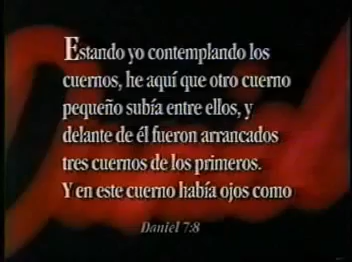 Estando yo contemplando los
cuernos, he aquí que otro cuerno
pequeño subía entre ellos, y
delante de él fueron arrancados
tres cuernos de los primeros.
Y en este cuerno había ojos como
Daniel 7:8